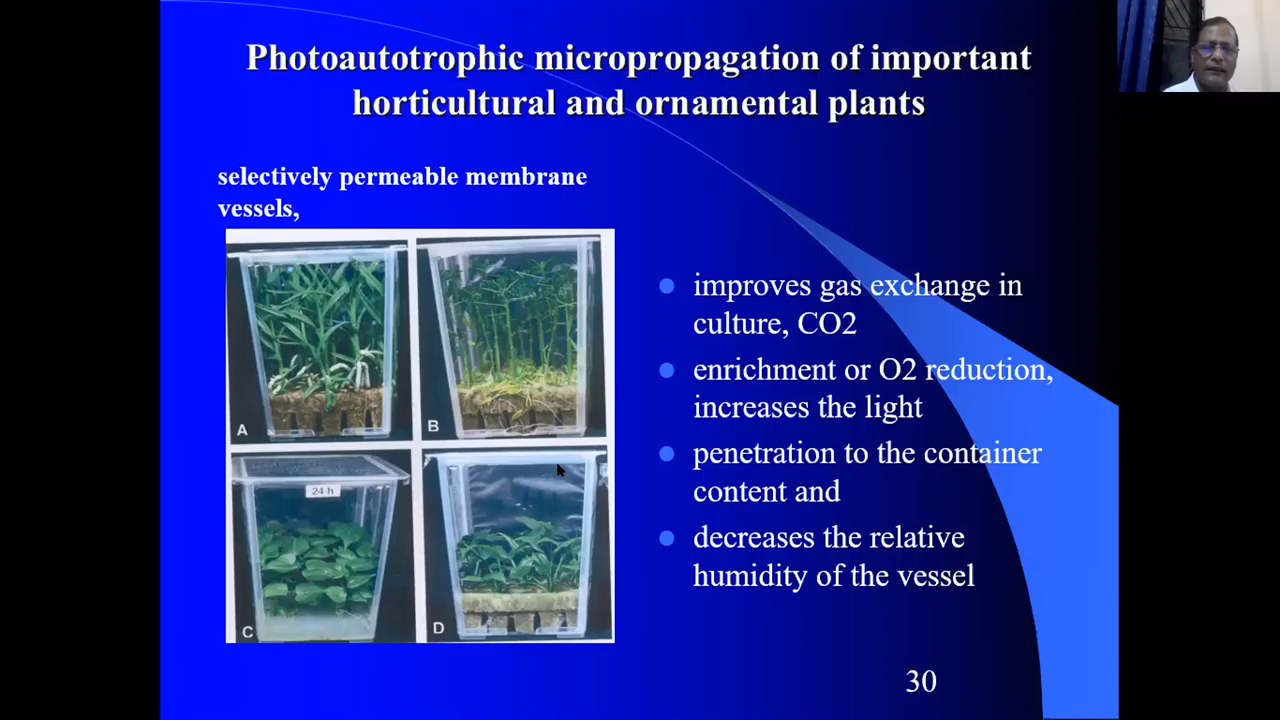 Photoautotrophic micropropagation of important
horticultural and ornamental plants
selectively permeable membrane
vessels,
A
B
24 h
C
D
improves gas exchange in
culture, CO2
enrichment or O2 reduction,
increases the light
penetration to the container
content and
decreases the relative
humidity of the vessel
30